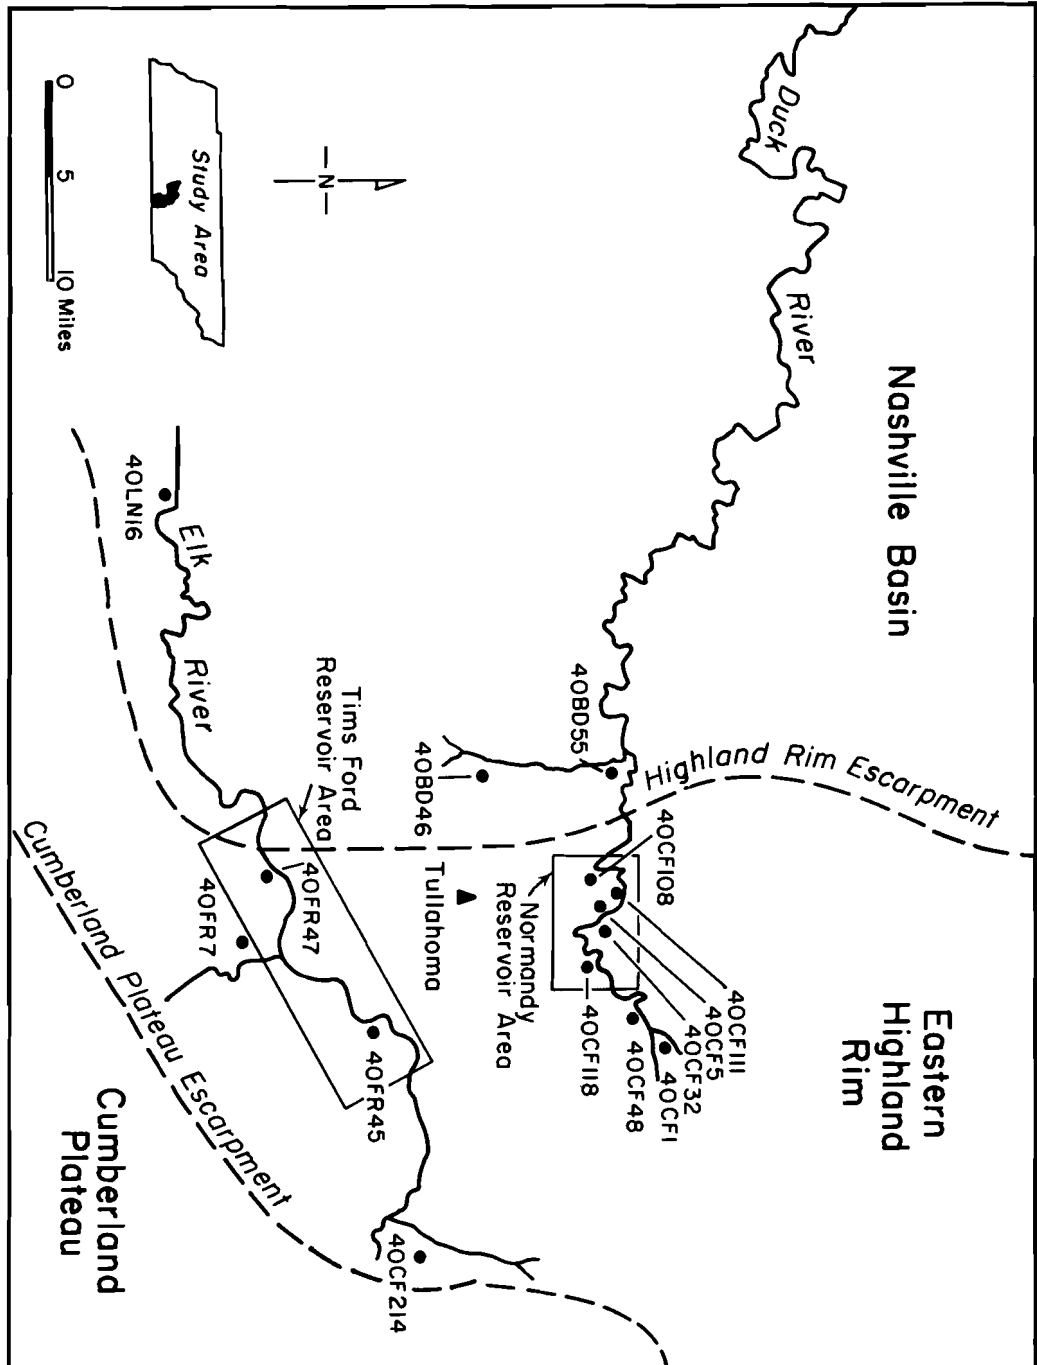 Nashville Basin
Eastern
Highland
Rim
Duck
River
Highland Rim Escarpment
40CF111
40CF5
40CF32
40CF1
40CF48
40CF108
40CF118
40BD55
Normandy
Reservoir Area
40BD46
Tullahoma
Study Area
N
Tims Ford
Reservoir Area
40FR47
40FR45
40CF214
40FR7
Elk
River
40LN16
Cumberland Plateau Escarpment
Cumberland
Plateau
0 5 10 Miles